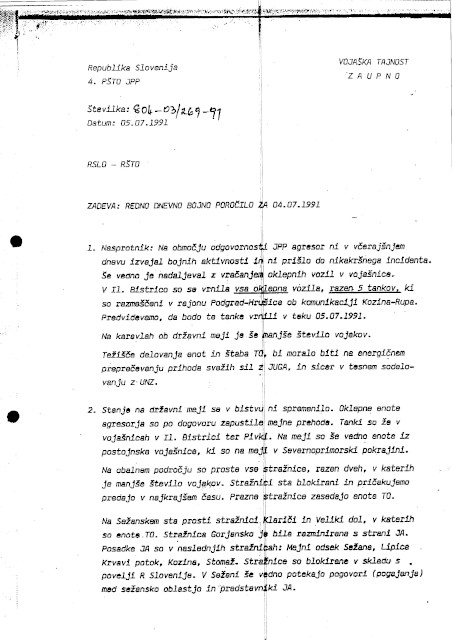 VOJAŠKA TAJNOST
Z A U P N O
Republika Slovenija
4. PŠTO JPP
Številka: 804-03/269-91
Datum: 05.07.1991
RSLO - RŠTO
ZADEVA: REDNO DNEVNO BOJNO POROČILO ZA 04.07.1991
1. Nasprotnik: Na območju odgovornosti JPP agresor ni v včerajšnjem
dnevu izvajal bojnih aktivnosti in ni prišlo do nikakršnega incidenta.
Še vedno je nadaljeval z vračanjem oklepnih vozil v vojašnice.
V Il. Bistrico so se vrnila vsa oklepna vozila, razen 5 tankov, ki
so razmeščeni v rajonu Podgrad-Hrušica ob komunikaciji Kozina-Rupa.
Predvidevamo, da bodo te tanke vrnili v teku 05.07.1991.
Na karavlah ob državni meji je še manjše število vojakov.
Težišče delovanja enot in štaba TO, bi moralo biti na energičnem
preprečevanju prihoda svežih sil z JUGA, in sicer v tesnem sodelo-
vanju z UNZ.
2. Stanje na državni meji se v bistvu ni spremenilo. Oklepne enote
agresorja so po dogovoru zapustile mejne prehode. Tanki so že v
vojašnicah v Il. Bistrici ter Pivki. Na meji so še vedno enote iz
postojnske vojašnice, ki so na meji v Severnoprimorski pokrajini.
Na obalnem področju so proste vse stražnice, razen dveh, v katerih
je manjše število vojakov. Stražnici sta blokirani in pričakujemo
predajo v najkrajšem času. Prazne stražnice zasedajo enote TO.
Na Sežanskem sta prosti stražnici Klariči in Veliki dol, v katerih
so enote TO. Stražnica Gorjansko je bila razminirana s strani JA.
Posadke JA so v naslednjih stražnicah: Mejni odsek Sežana, Lipica
Krvavi potok, Kozina, Stomaž. Stražnice so blokirane v skladu s
povelji R Slovenije. V Sežani še vedno potekajo pogovori (pogajanja)
med sežansko oblastjo in predstavniki JA.